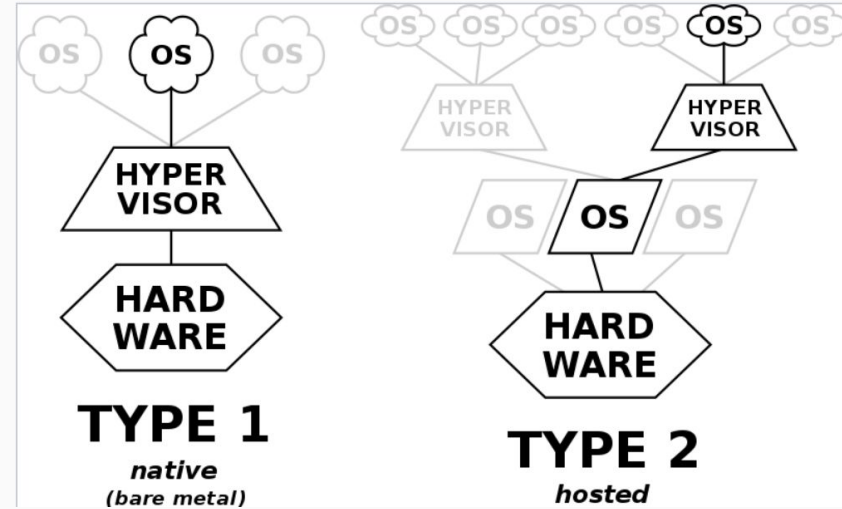 OS OS OS
HYPER
VISOR
HARD
WARE
TYPE 1
native
(bare metal)
OS OS OS OS OS OS
HYPER
VISOR
HYPER
VISOR
OS OS OS
HARD
WARE
TYPE 2
hosted